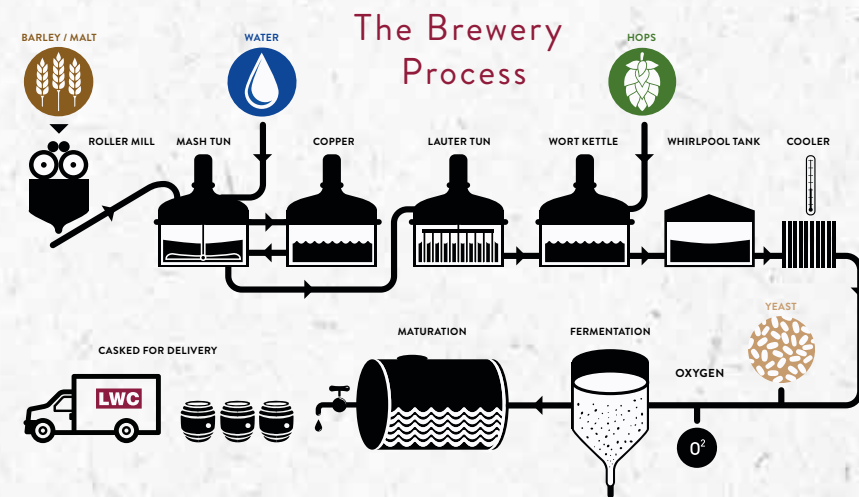 The Brewery
Process
BARLEY / MALT
WATER
HOPS
ROLLER MILL
MASH TUN
COPPER
LAUTER TUN
WORT KETTLE
WHIRLPOOL TANK
COOLER
YEAST
OXYGEN
O²
FERMENTATION
MATURATION
CASKED FOR DELIVERY
LWC